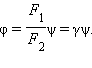 φ = F₁/F₂ ψ = γψ.